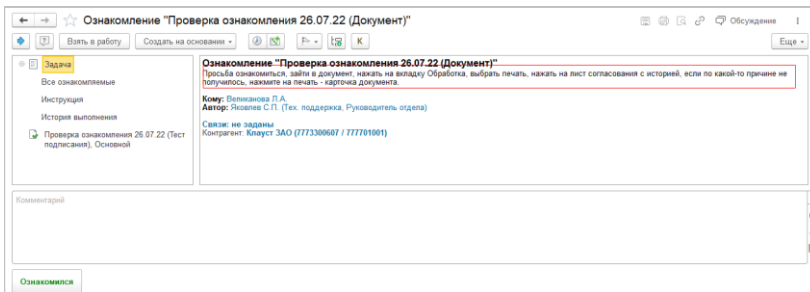 Ознакомление "Проверка ознакомления 26.07.22 (Документ)"
Обсуждение
Взять в работу
Создать на основании
К
Еще
Задача
Все ознакомляемые
Инструкция
История выполнения
Проверка ознакомления 26.07.22 (Тест
подписания), Основной
Ознакомление "Проверка ознакомления 26.07.22 (Документ)"
Просьба ознакомиться, зайти в документ, нажать на вкладку Обработка, выбрать печать, нажать на лист согласования с историей, если по какой-то причине не
получилось, нажмите на печать - карточка документа.
Кому: Великанова Л.А.
Автор: Яковлев С.П. (Тех. поддержка, Руководитель отдела)
Связи: не заданы
Контрагент: Клауст ЗАО (7773300607 / 777701001)
Комментарий
Ознакомился